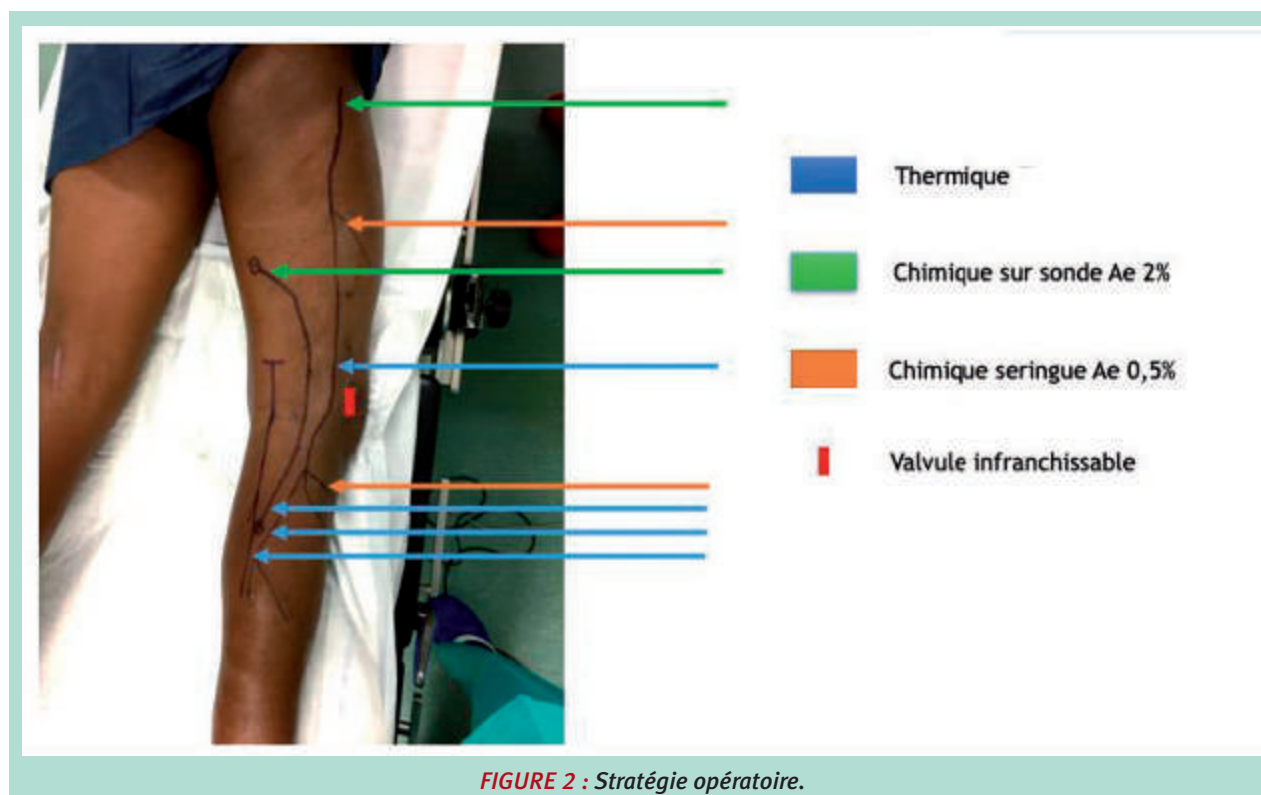 Thermique
Chimique sur sonde Ae 2%
Chimique seringue Ae 0,5%
Valvule infranchissable
FIGURE 2 : Stratégie opératoire.